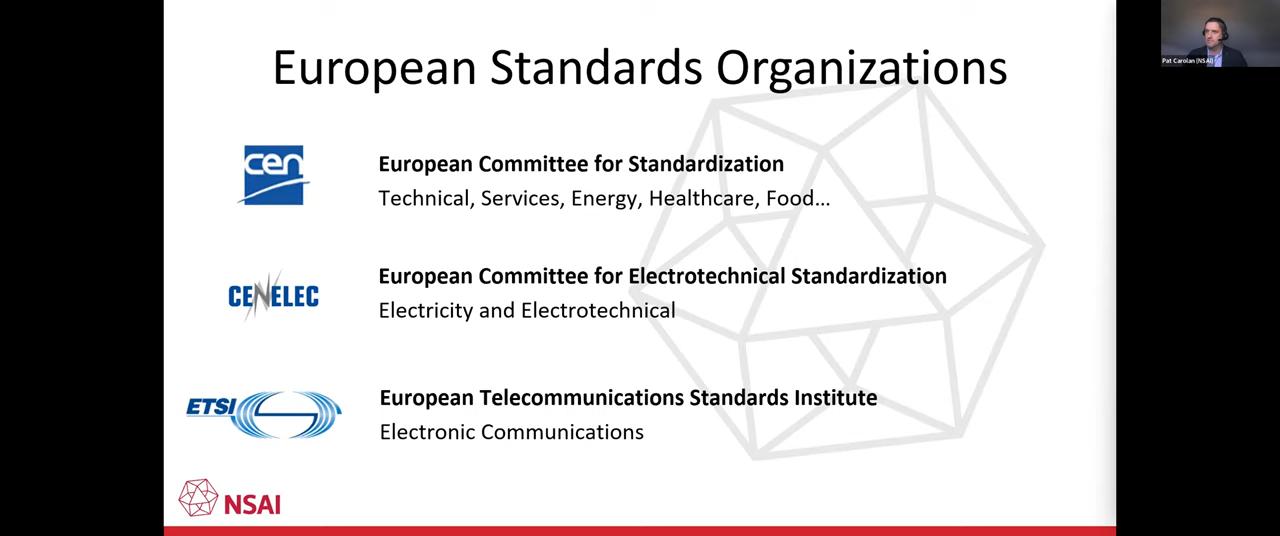 European Standards Organizations
Pat Carolan (NSAI)
cen
European Committee for Standardization
Technical, Services, Energy, Healthcare, Food...
CENELEC
European Committee for Electrotechnical Standardization
Electricity and Electrotechnical
ETSI
European Telecommunications Standards Institute
Electronic Communications
NSAI